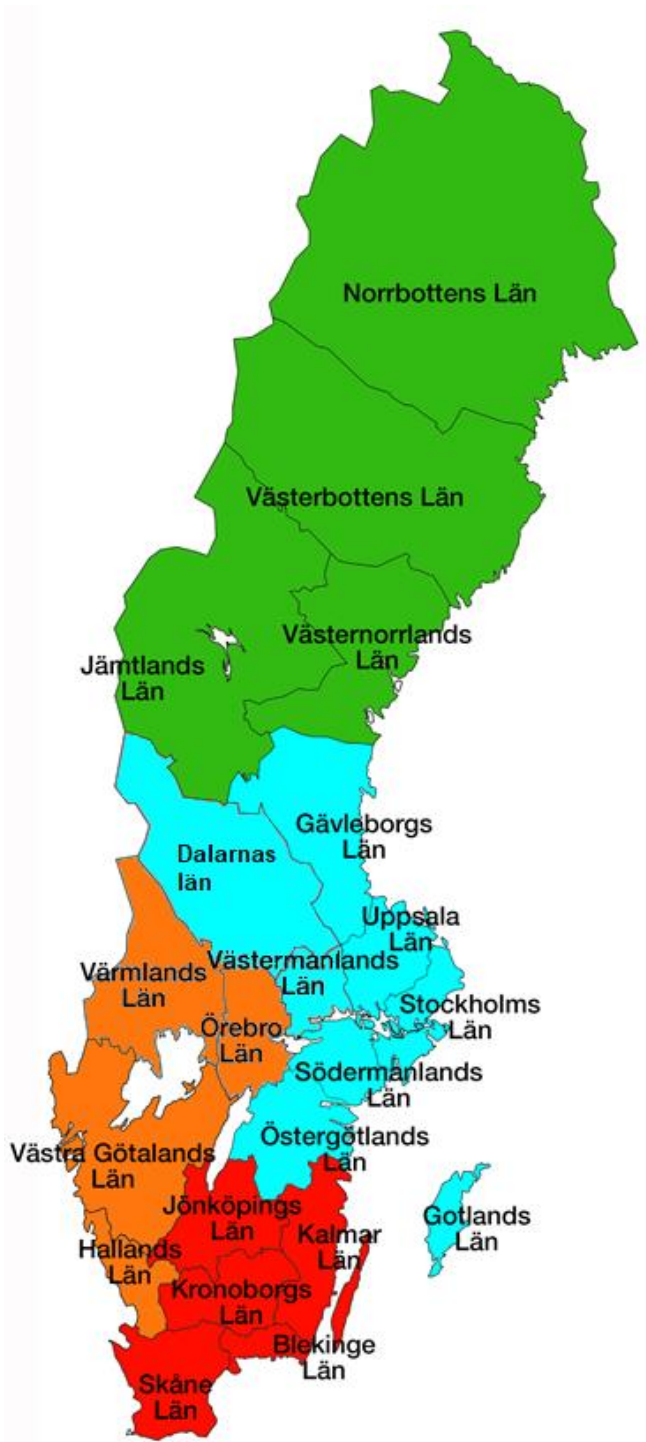 Norrbottens Län
Västerbottens Län
Västernorrlands
Län
Jämtlands
Län
Gävleborgs
Län
Dalarnas
län
Uppsala
Län
Västermanlands
Län
Värmlands
Län
Stockholms
Län
Örebro
Län
Södermanlands
Län
Östergötlands
Län
Västra Götalands
Län
Jönköpings
Län
Gotlands
Län
Kalmar
Län
Hallands
Län
Kronoborgs
Län
Blekinge
Län
Skåne
Län